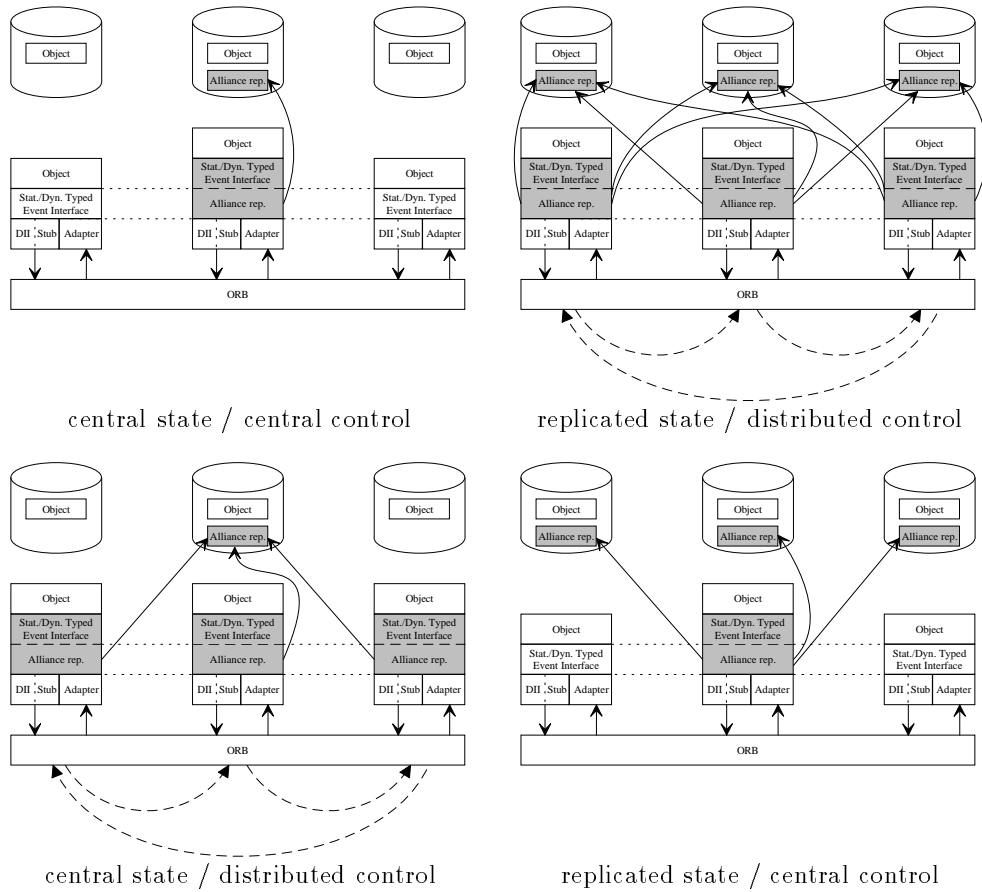 Object
Object
Alliance rep.
Object
Object
Stat./Dyn. Typed
Event Interface
DII
Stub
Adapter
Object
Stat./Dyn. Typed
Event Interface
Alliance rep.
DII
Stub
Adapter
Object
Stat./Dyn. Typed
Event Interface
DII
Stub
Adapter
ORB
central state / central control
Object
Alliance rep.
Object
Alliance rep.
Object
Alliance rep.
Object
Stat./Dyn. Typed
Event Interface
Alliance rep.
DII
Stub
Adapter
Object
Stat./Dyn. Typed
Event Interface
Alliance rep.
DII
Stub
Adapter
Object
Stat./Dyn. Typed
Event Interface
Alliance rep.
DII
Stub
Adapter
ORB
replicated state / distributed control
Object
Object
Alliance rep.
Object
Object
Stat./Dyn. Typed
Event Interface
Alliance rep.
DII
Stub
Adapter
Object
Stat./Dyn. Typed
Event Interface
Alliance rep.
DII
Stub
Adapter
Object
Stat./Dyn. Typed
Event Interface
Alliance rep.
DII
Stub
Adapter
ORB
central state / distributed control
Object
Alliance rep.
Object
Alliance rep.
Object
Alliance rep.
Object
Stat./Dyn. Typed
Event Interface
DII
Stub
Adapter
Object
Stat./Dyn. Typed
Event Interface
Alliance rep.
DII
Stub
Adapter
Object
Stat./Dyn. Typed
Event Interface
DII
Stub
Adapter
ORB
replicated state / central control